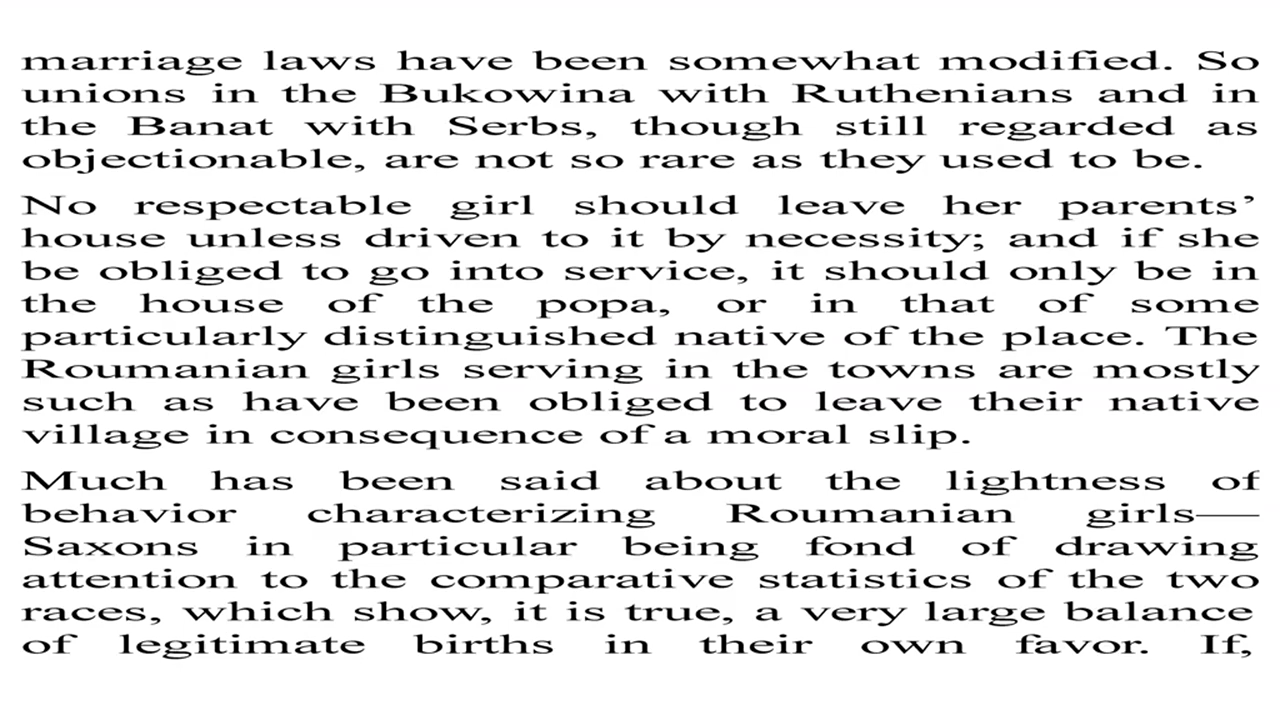 marriage laws have been somewhat modified. So
unions in the Bukowina with Ruthenians and in
the Banat with Serbs, though still regarded as
objectionable, are not so rare as they used to be.
No respectable girl should leave her parents’
house unless driven to it by necessity; and if she
be obliged to go into service, it should only be in
the house of the popa, or in that of some
particularly distinguished native of the place. The
Roumanian girls serving in the towns are mostly
such as have been obliged to leave their native
village in consequence of a moral slip.
Much has been said about the lightness of
behavior characterizing Roumanian girls—
Saxons in particular being fond of drawing
attention to the comparative statistics of the two
races, which show, it is true, a very large balance
of legitimate births in their own favor. If,